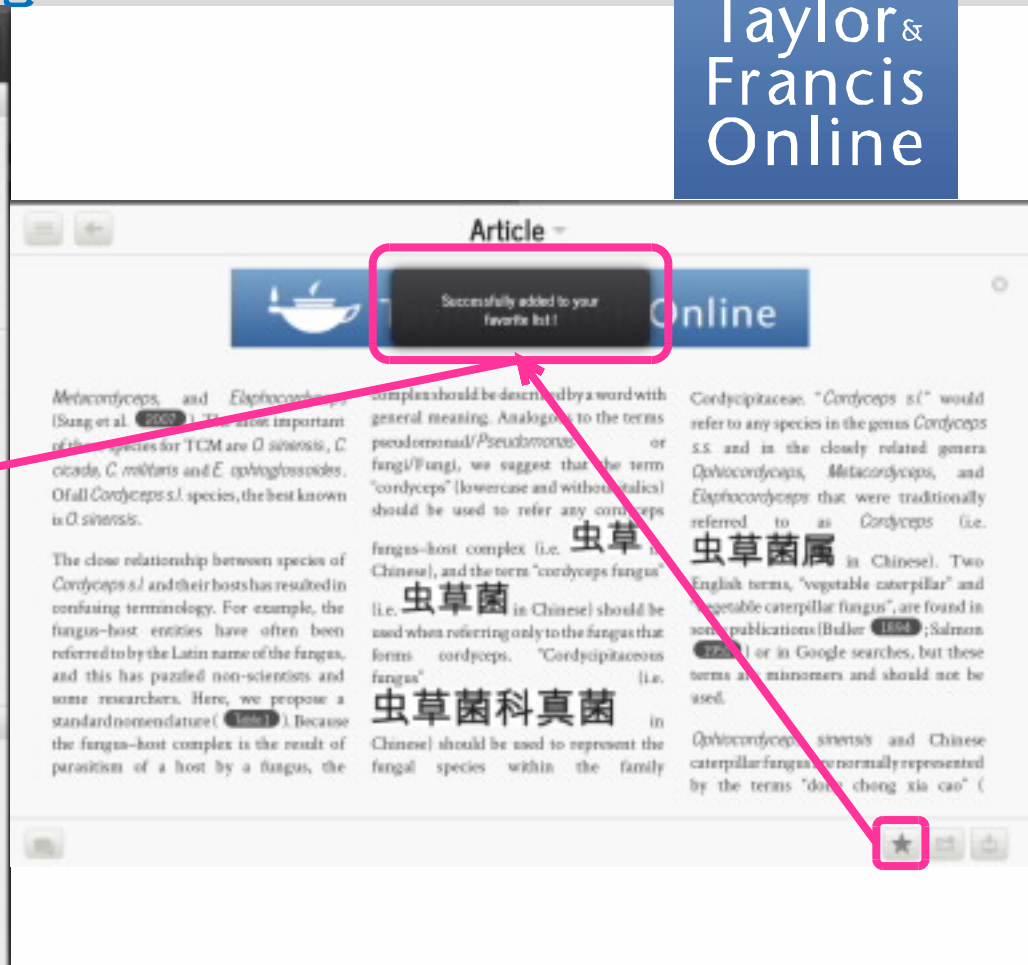 Taylor &
Francis
Online
Article
Successfully added to your
favorite list !
Online
Metacordyceps, and
(Sung et al. 2007 ). The most important
of these species for TCM are O. sinensis, C.
cicada, C. militaris and E. ophioglossoides.
Of all Cordyceps s.l. species, the best known
is O. sinensis.
The close relationship between species of
Cordyceps s.l. and their hosts has resulted in
confusing terminology. For example, the
fungus–host entities have often been
referred to by the Latin name of the fungus,
and this has puzzled non-scientists and
some researchers. Here, we propose a
standard nomenclature ( Table 1 ). Because
the fungus–host complex is the result of
parasitism of a host by a fungus, the
complex should be described by a word with
general meaning. Analogous to the terms
pseudomonad/Pseudomonas or
fungi/Fungi, we suggest that the term
"cordyceps" (lowercase and without italics)
should be used to refer any cordyceps
fungus–host complex (i.e. 虫草 in
Chinese), and the term "cordyceps fungus"
(i.e. 虫草菌 in Chinese) should be
used when referring only to the fungus that
forms cordyceps. "Cordycipitaceous
fungus" (i.e.
虫草菌科真菌 in
Chinese) should be used to represent the
fungal species within the family
Cordycipitaceae. "Cordyceps s.l." would
refer to any species in the genus Cordyceps
s.s. and in the closely related genera
Ophiocordyceps, Metacordyceps, and
Elaphocordyceps that were traditionally
referred to as Cordyceps (i.e.
虫草菌属 in Chinese). Two
English terms, "vegetable caterpillar" and
"vegetable caterpillar fungus", are found in
some publications (Buller 1894 ; Salmon
) or in Google searches, but these
terms are misnomers and should not be
used.
Ophiocordyceps sinensis and Chinese
caterpillar fungus are normally represented
by the terms "dong chong xia cao" (